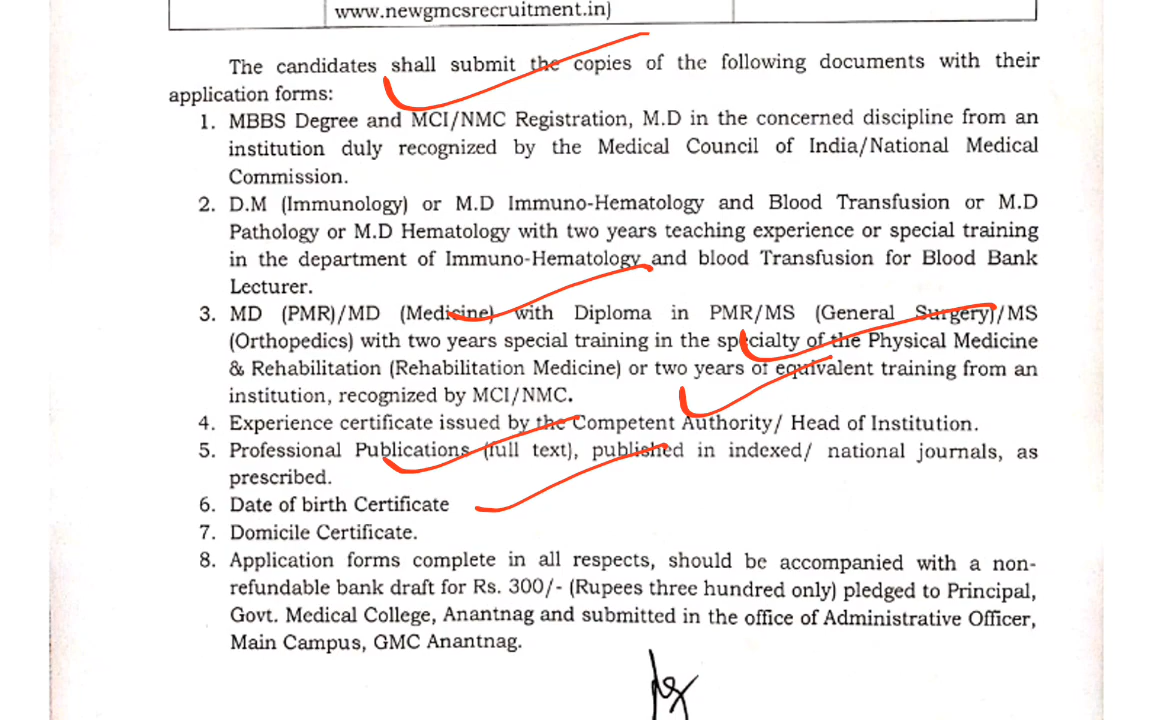 www.newgmcsrecruitment.in)
The candidates shall submit the copies of the following documents with their
application forms:
1. MBBS Degree and MCI/NMC Registration, M.D in the concerned discipline from an
institution duly recognized by the Medical Council of India/National Medical
Commission.
2. D.M (Immunology) or M.D Immuno-Hematology and Blood Transfusion or M.D
Pathology or M.D Hematology with two years teaching experience or special training
in the department of Immuno-Hematology and blood Transfusion for Blood Bank
Lecturer.
3. MD (PMR)/MD (Medicine) with Diploma in PMR/MS (General Surgery)/MS
(Orthopedics) with two years special training in the specialty of the Physical Medicine
& Rehabilitation (Rehabilitation Medicine) or two years of equivalent training from an
institution, recognized by MCI/NMC.
4. Experience certificate issued by the Competent Authority/ Head of Institution.
5. Professional Publications (full text), published in indexed/ national journals, as
prescribed.
6. Date of birth Certificate
7. Domicile Certificate.
8. Application forms complete in all respects, should be accompanied with a non-
refundable bank draft for Rs. 300/- (Rupees three hundred only) pledged to Principal,
Govt. Medical College, Anantnag and submitted in the office of Administrative Officer,
Main Campus, GMC Anantnag.